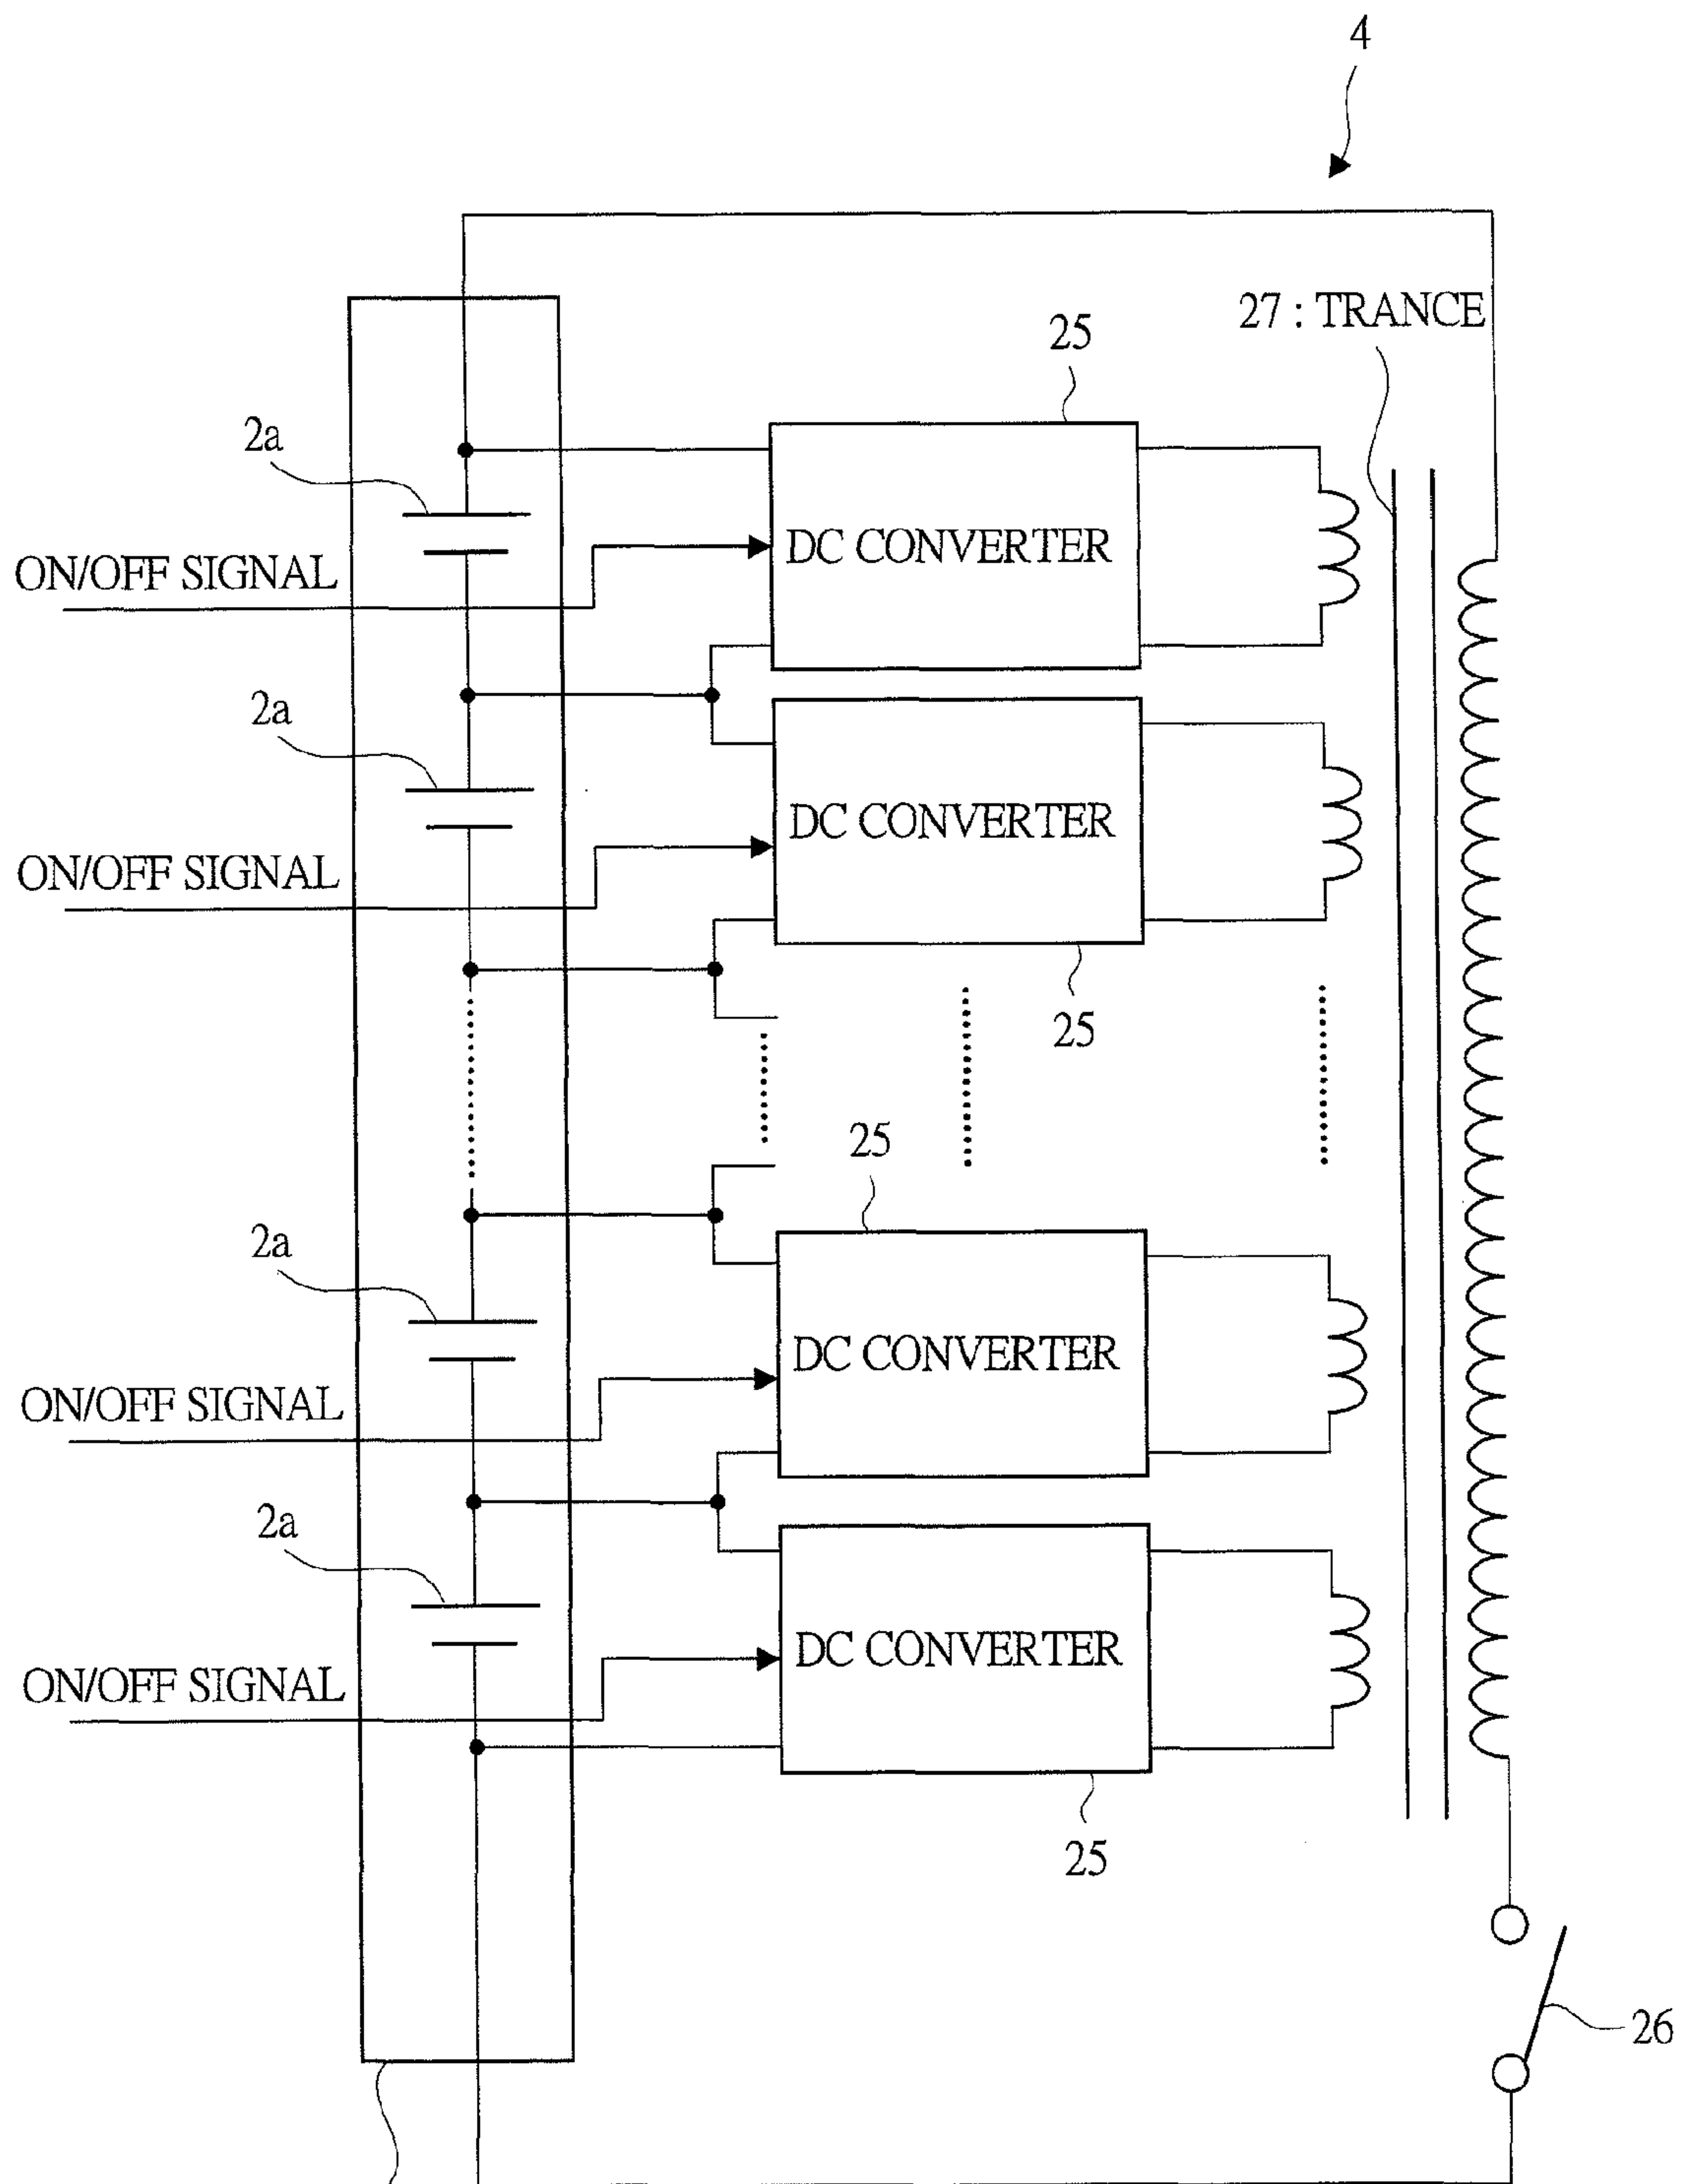 4
27 : TRANCE
25
2a
DC CONVERTER
ON/OFF SIGNAL
2a
DC CONVERTER
ON/OFF SIGNAL
25
25
2a
DC CONVERTER
ON/OFF SIGNAL
2a
DC CONVERTER
ON/OFF SIGNAL
25
26